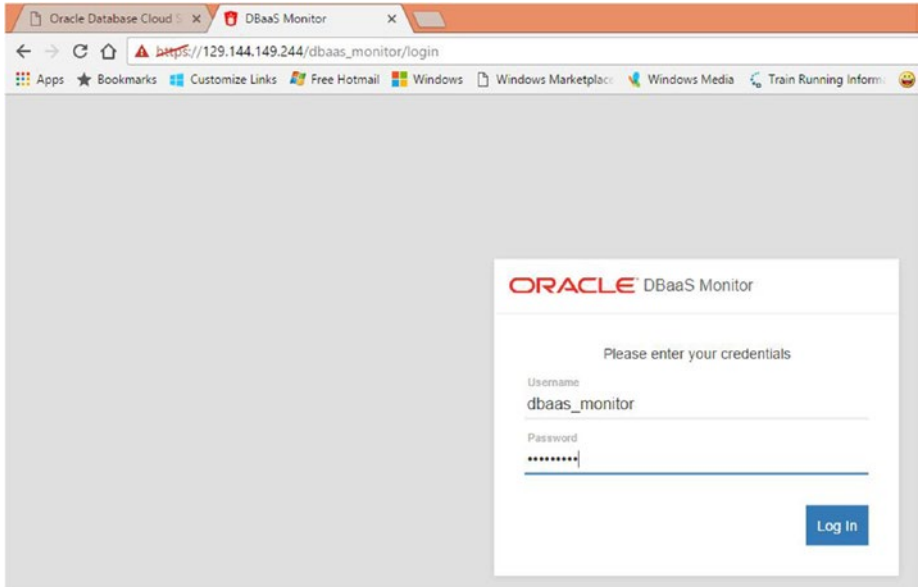 Oracle Database Cloud S
DBaaS Monitor
https://129.144.149.244/dbaas_monitor/login
Apps Bookmarks Customize Links Free Hotmail Windows Windows Marketplace Windows Media Train Running Inform
ORACLE DBaaS Monitor
Please enter your credentials
Username
dbaas_monitor
Password
•••••••••
Log In